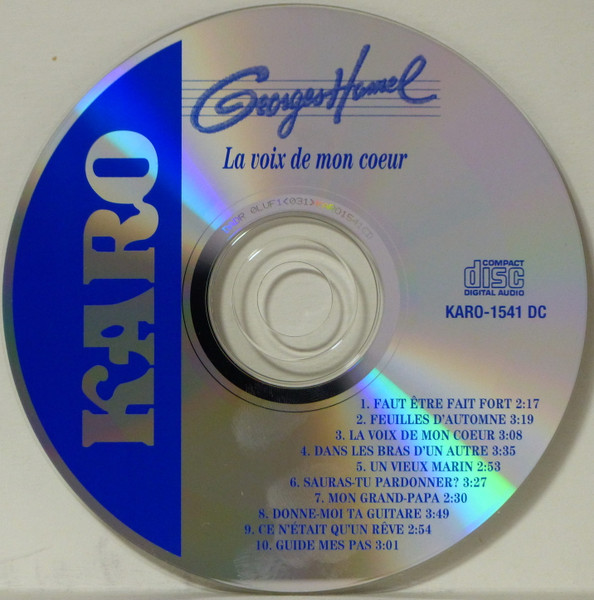 Georges Hamel
La voix de mon coeur
KARO
COMPACT
disc
DIGITAL AUDIO
KARO-1541 DC
1. FAUT ÊTRE FAIT FORT 2:17
2. FEUILLES D'AUTOMNE 3:19
3. LA VOIX DE MON COEUR 3:08
4. DANS LES BRAS D'UN AUTRE 3:35
5. UN VIEUX MARIN 2:53
6. SAURAS-TU PARDONNER? 3:27
7. MON GRAND-PAPA 2:30
8. DONNE-MOI TA GUITARE 3:49
9. CE N'ÉTAIT QU'UN RÊVE 2:54
10. GUIDE MES PAS 3:01